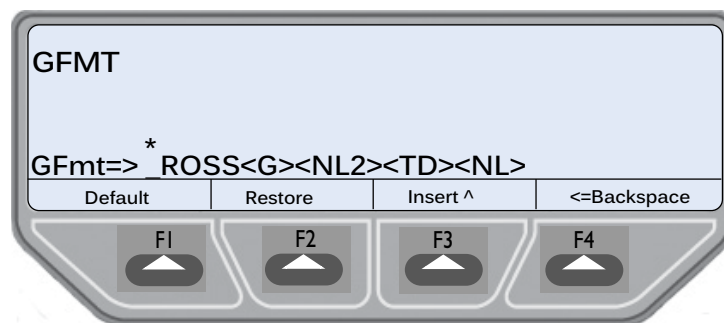 GFMT
*
GFmt=> _ROSS<G><NL2><TD><NL>
Default Restore Insert ^ <=Backspace
F1 F2 F3 F4